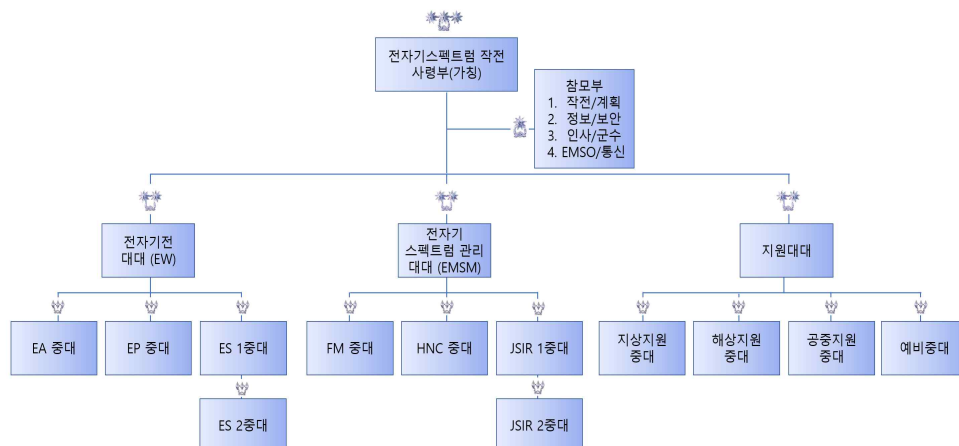 전자기스펙트럼 작전
사령부(가칭)
참모부
1. 작전/계획
2. 정보/보안
3. 인사/군수
4. EMSO/통신
전자기전
대대 (EW)
전자기
스펙트럼 관리
대대 (EMSM)
지원대대
EA 중대
EP 중대
ES 1중대
FM 중대
HNC 중대
JSIR 1중대
지상지원
중대
해상지원
중대
공중지원
중대
예비중대
ES 2중대
JSIR 2중대